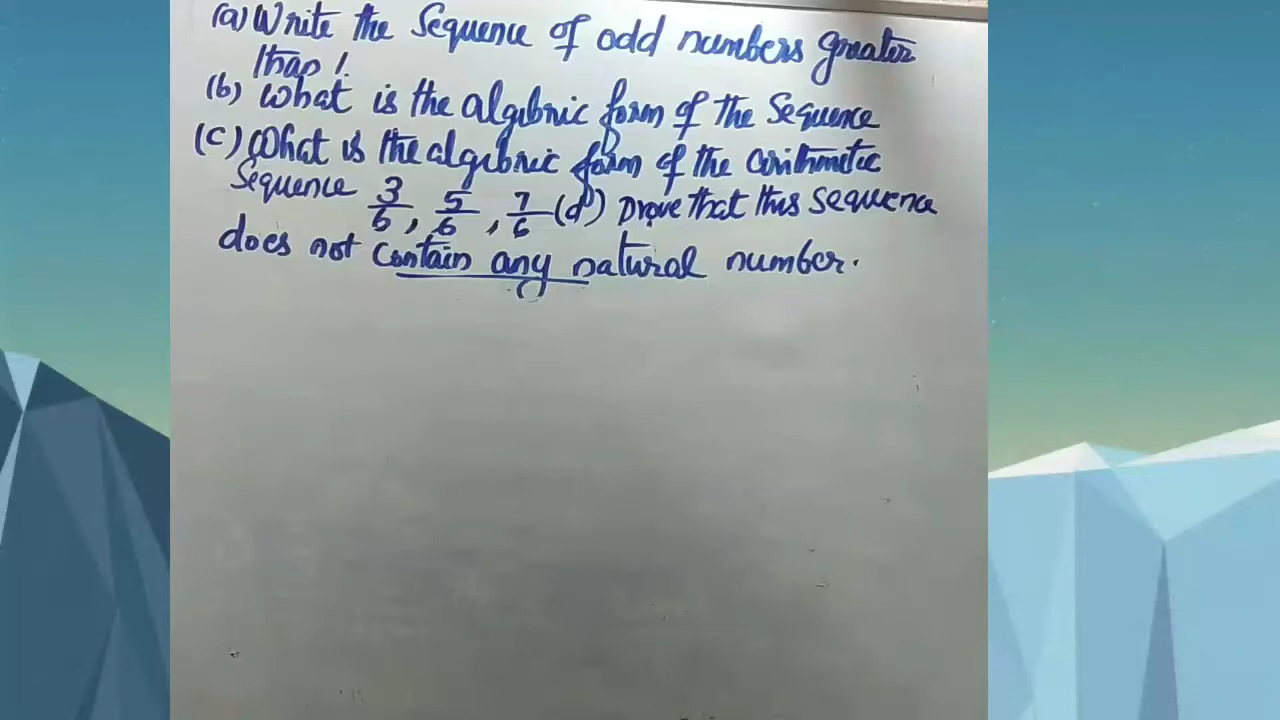 (a) Write the Sequence of odd numbers greater
than 1.
(b) What is the algebric form of the Sequence
(c) What is the algebric form of the arithmetic
Sequence 3/6, 5/6, 7/6 (d) Prove that this sequence
does not contain any natural number.